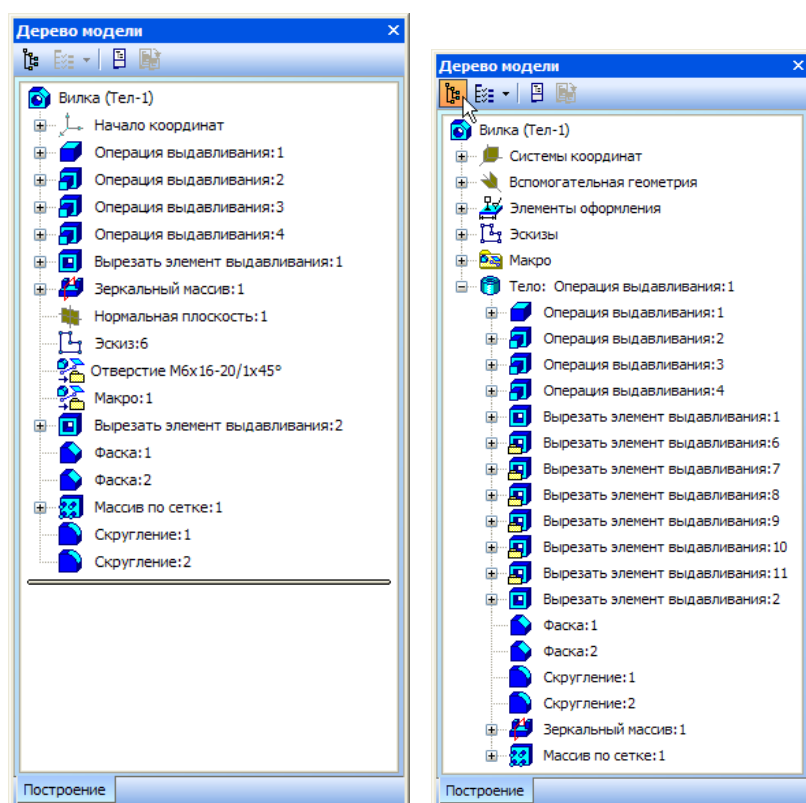 Дерево модели
Вилка (Тел-1)
Начало координат
Операция выдавливания:1
Операция выдавливания:2
Операция выдавливания:3
Операция выдавливания:4
Вырезать элемент выдавливания:1
Зеркальный массив:1
Нормальная плоскость:1
Эскиз:6
Отверстие М6х16-20/1х45°
Макро:1
Вырезать элемент выдавливания:2
Фаска:1
Фаска:2
Массив по сетке:1
Скругление:1
Скругление:2
Построение
Дерево модели
Вилка (Тел-1)
Системы координат
Вспомогательная геометрия
Элементы оформления
Эскизы
Макро
Тело: Операция выдавливания:1
Операция выдавливания:1
Операция выдавливания:2
Операция выдавливания:3
Операция выдавливания:4
Вырезать элемент выдавливания:1
Вырезать элемент выдавливания:6
Вырезать элемент выдавливания:7
Вырезать элемент выдавливания:8
Вырезать элемент выдавливания:9
Вырезать элемент выдавливания:10
Вырезать элемент выдавливания:11
Вырезать элемент выдавливания:2
Фаска:1
Фаска:2
Скругление:1
Скругление:2
Зеркальный массив:1
Массив по сетке:1
Построение